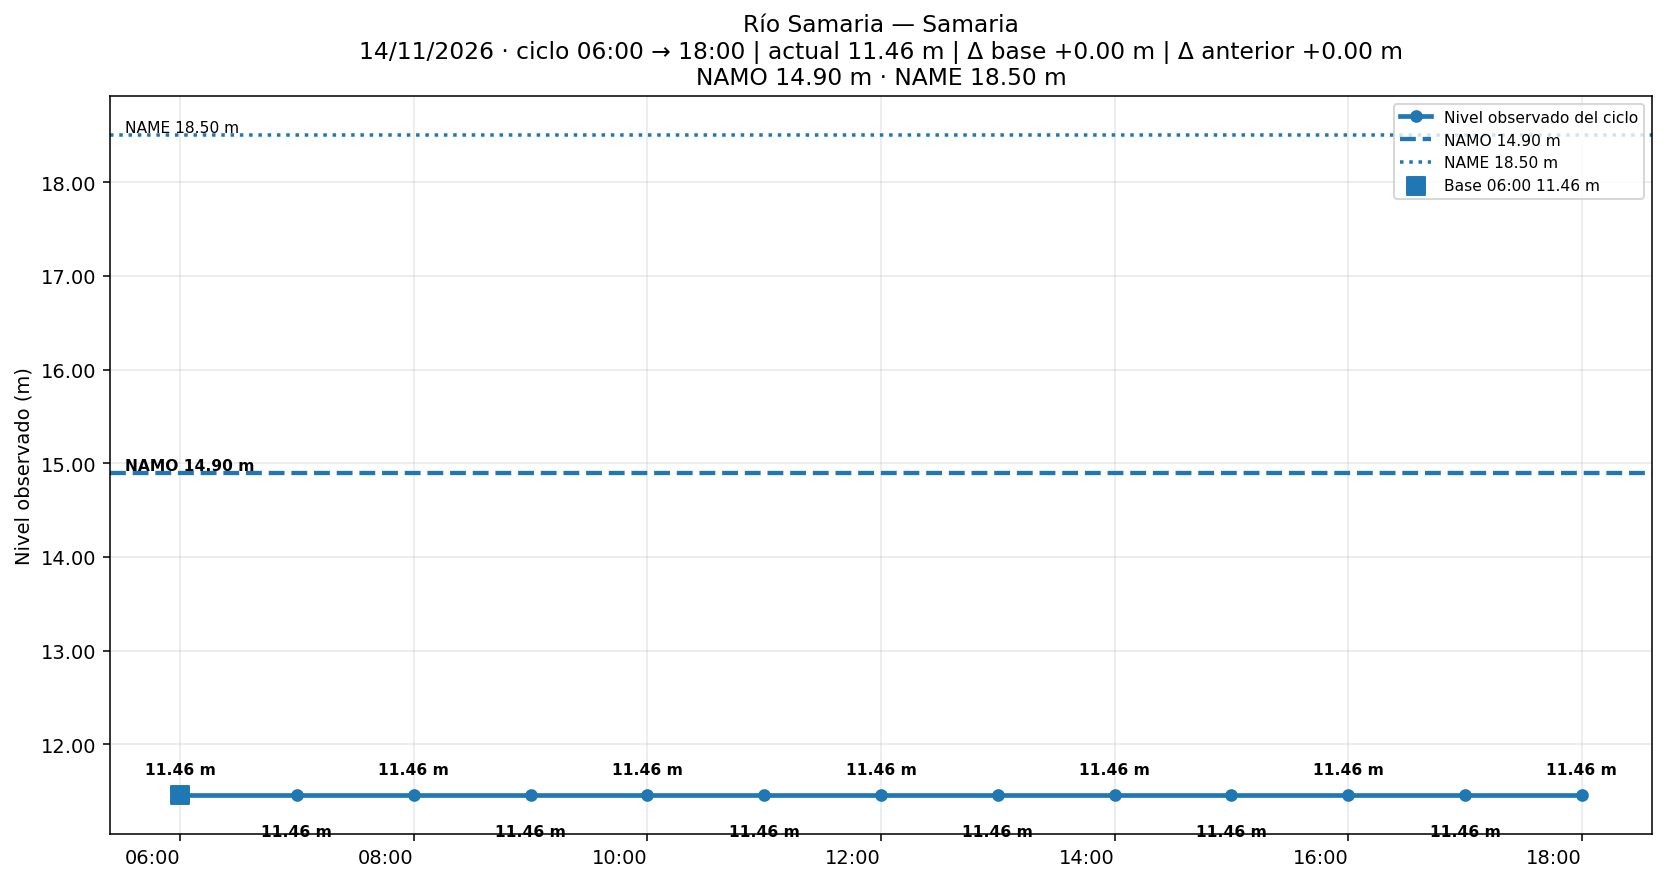 Río Samaria — Samaria
14/11/2026 · ciclo 06:00 → 18:00 | actual 11.46 m | Δ base +0.00 m | Δ anterior +0.00 m
NAMO 14.90 m · NAME 18.50 m
Nivel observado del ciclo
NAMO 14.90 m
NAME 18.50 m
Base 06:00 11.46 m
NAME 18.50 m
18.00
17.00
16.00
15.00
NAMO 14.90 m
14.00
13.00
12.00
Nivel observado (m)
11.46 m 11.46 m 11.46 m 11.46 m 11.46 m 11.46 m 11.46 m
11.46 m 11.46 m 11.46 m 11.46 m 11.46 m 11.46 m
06:00 08:00 10:00 12:00 14:00 16:00 18:00